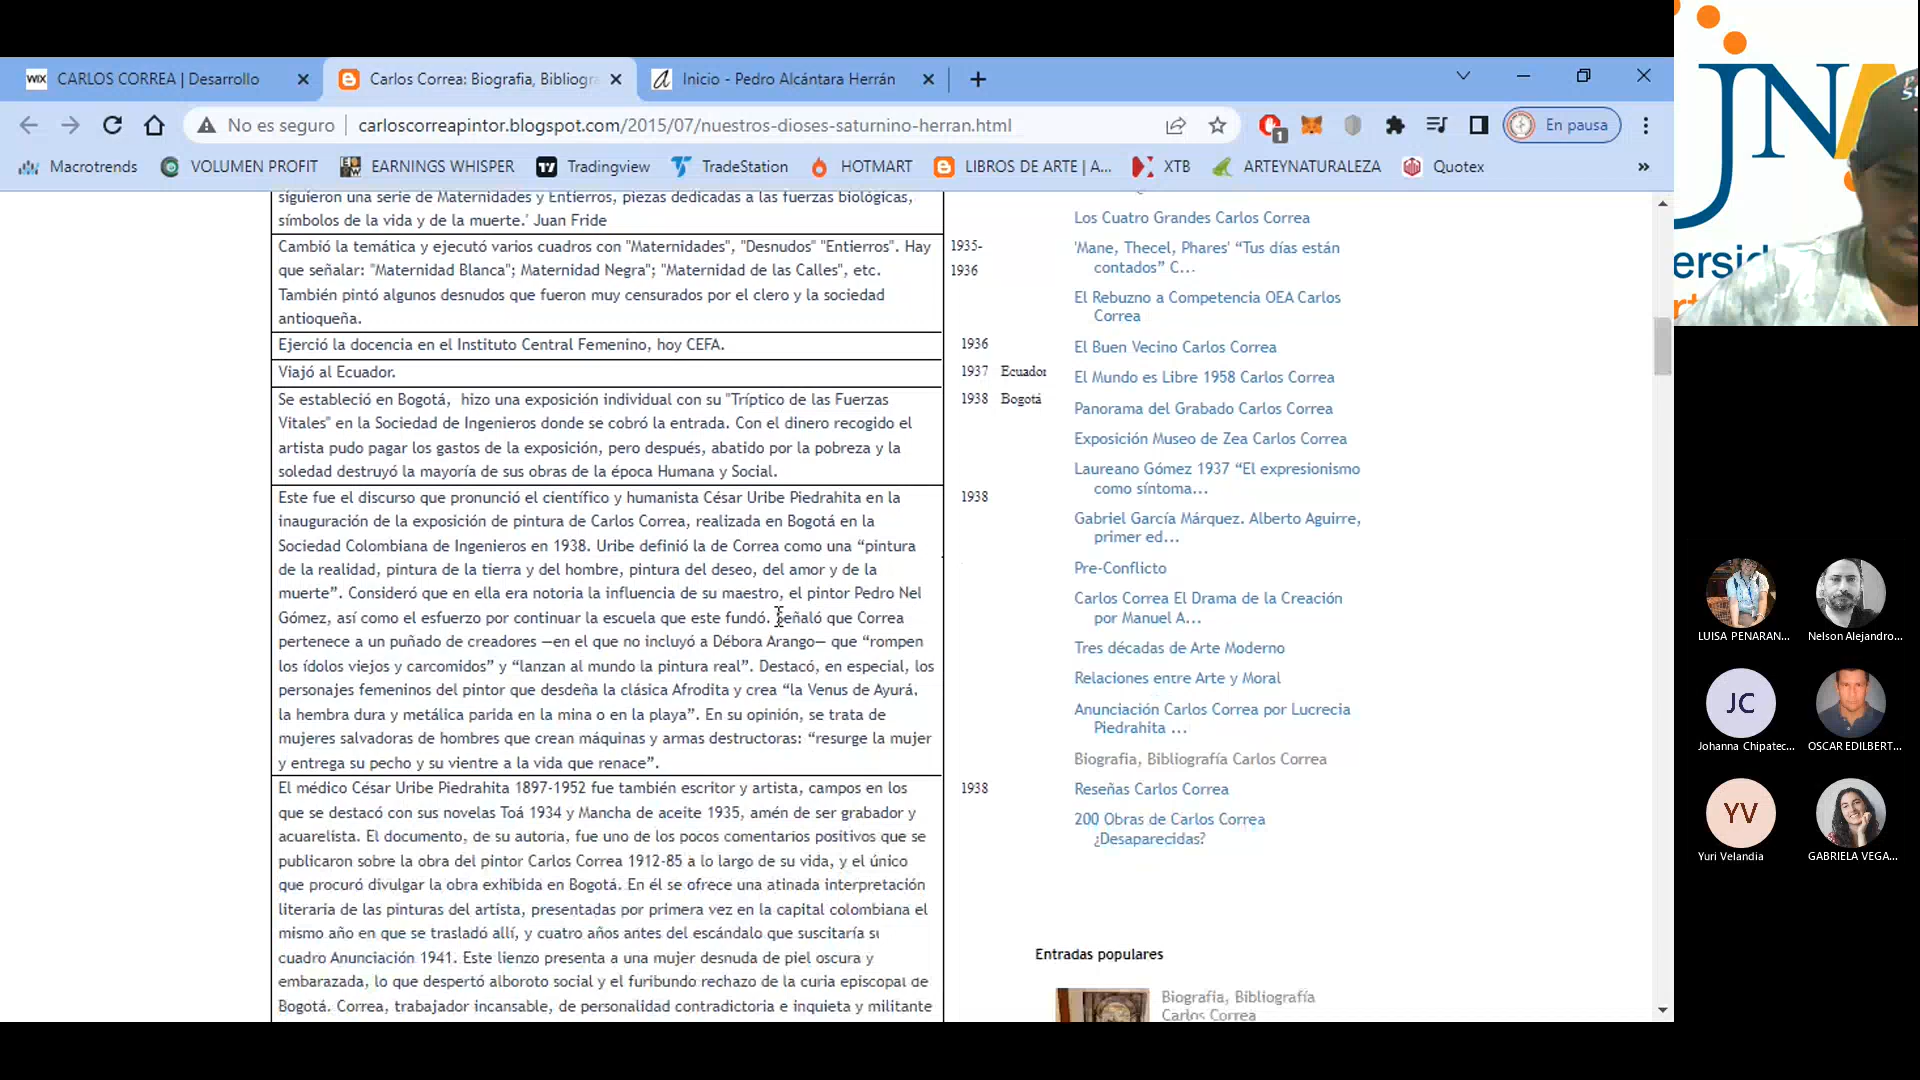 CARLOS CORREA | Desarrollo
Carlos Correa: Biografia, Bibliogra
Inicio - Pedro Alcántara Herrán
No es seguro
carloscorreapintor.blogspot.com/2015/07/nuestros-dioses-saturnino-herran.html
1
En pausa
Macrotrends
VOLUMEN PROFIT
EARNINGS WHISPER
Tradingview
TradeStation
HOTMART
LIBROS DE ARTE | A...
XTB
ARTEYNATURALEZA
Quotex
siguieron una serie de Maternidades y Entierros, piezas dedicadas a las fuerzas biológicas,
símbolos de la vida y de la muerte.' Juan Fride
Cambió la temática y ejecutó varios cuadros con "Maternidades", "Desnudos" "Entierros". Hay
que señalar: "Maternidad Blanca"; Maternidad Negra"; "Maternidad de las Calles", etc.
También pintó algunos desnudos que fueron muy censurados por el clero y la sociedad
antioqueña.
1935-
1936
Ejerció la docencia en el Instituto Central Femenino, hoy CEFA.
1936
Viajó al Ecuador.
1937 Ecuador
Se estableció en Bogotá, hizo una exposición individual con su "Tríptico de las Fuerzas
Vitales" en la Sociedad de Ingenieros donde se cobró la entrada. Con el dinero recogido el
artista pudo pagar los gastos de la exposición, pero después, abatido por la pobreza y la
soledad destruyó la mayoría de sus obras de la época Humana y Social.
1938 Bogotá
Este fue el discurso que pronunció el científico y humanista César Uribe Piedrahita en la
inauguración de la exposición de pintura de Carlos Correa, realizada en Bogotá en la
Sociedad Colombiana de Ingenieros en 1938. Uribe definió la de Correa como una “pintura
de la realidad, pintura de la tierra y del hombre, pintura del deseo, del amor y de la
muerte”. Consideró que en ella era notoria la influencia de su maestro, el pintor Pedro Nel
Gómez, así como el esfuerzo por continuar la escuela que este fundó. Señaló que Correa
pertenece a un puñado de creadores —en el que no incluyó a Débora Arango— que “rompen
los ídolos viejos y carcomidos” y “lanzan al mundo la pintura real”. Destacó, en especial, los
personajes femeninos del pintor que desdeña la clásica Afrodita y crea “la Venus de Ayurá,
la hembra dura y metálica parida en la mina o en la playa”. En su opinión, se trata de
mujeres salvadoras de hombres que crean máquinas y armas destructoras: “resurge la mujer
y entrega su pecho y su vientre a la vida que renace”.
1938
El médico César Uribe Piedrahita 1897-1952 fue también escritor y artista, campos en los
que se destacó con sus novelas Toá 1934 y Mancha de aceite 1935, amén de ser grabador y
acuarelista. El documento, de su autoría, fue uno de los pocos comentarios positivos que se
publicaron sobre la obra del pintor Carlos Correa 1912-85 a lo largo de su vida, y el único
que procuró divulgar la obra exhibida en Bogotá. En él se ofrece una atinada interpretación
literaria de las pinturas del artista, presentadas por primera vez en la capital colombiana el
mismo año en que se trasladó allí, y cuatro años antes del escándalo que suscitaría su
cuadro Anunciación 1941. Este lienzo presenta a una mujer desnuda de piel oscura y
embarazada, lo que despertó alboroto social y el furibundo rechazo de la curia episcopal de
Bogotá. Correa, trabajador incansable, de personalidad contradictoria e inquieta y militante
1938
Los Cuatro Grandes Carlos Correa
'Mane, Thecel, Phares' “Tus días están
contados” C...
El Rebuzno a Competencia OEA Carlos
Correa
El Buen Vecino Carlos Correa
El Mundo es Libre 1958 Carlos Correa
Panorama del Grabado Carlos Correa
Exposición Museo de Zea Carlos Correa
Laureano Gómez 1937 “El expresionismo
como síntoma...
Gabriel García Márquez. Alberto Aguirre,
primer ed...
Pre-Conflicto
Carlos Correa El Drama de la Creación
por Manuel A...
Tres décadas de Arte Moderno
Relaciones entre Arte y Moral
Anunciación Carlos Correa por Lucrecia
Piedrahita ...
Biografia, Bibliografía Carlos Correa
Reseñas Carlos Correa
200 Obras de Carlos Correa
¿Desaparecidas?
Entradas populares
Biografia, Bibliografía
Carlos Correa
LUISA PENARAN...
Nelson Alejandro...
JC
Johanna Chipatec...
OSCAR EDILBERT...
YV
Yuri Velandia
GABRIELA VEGA...